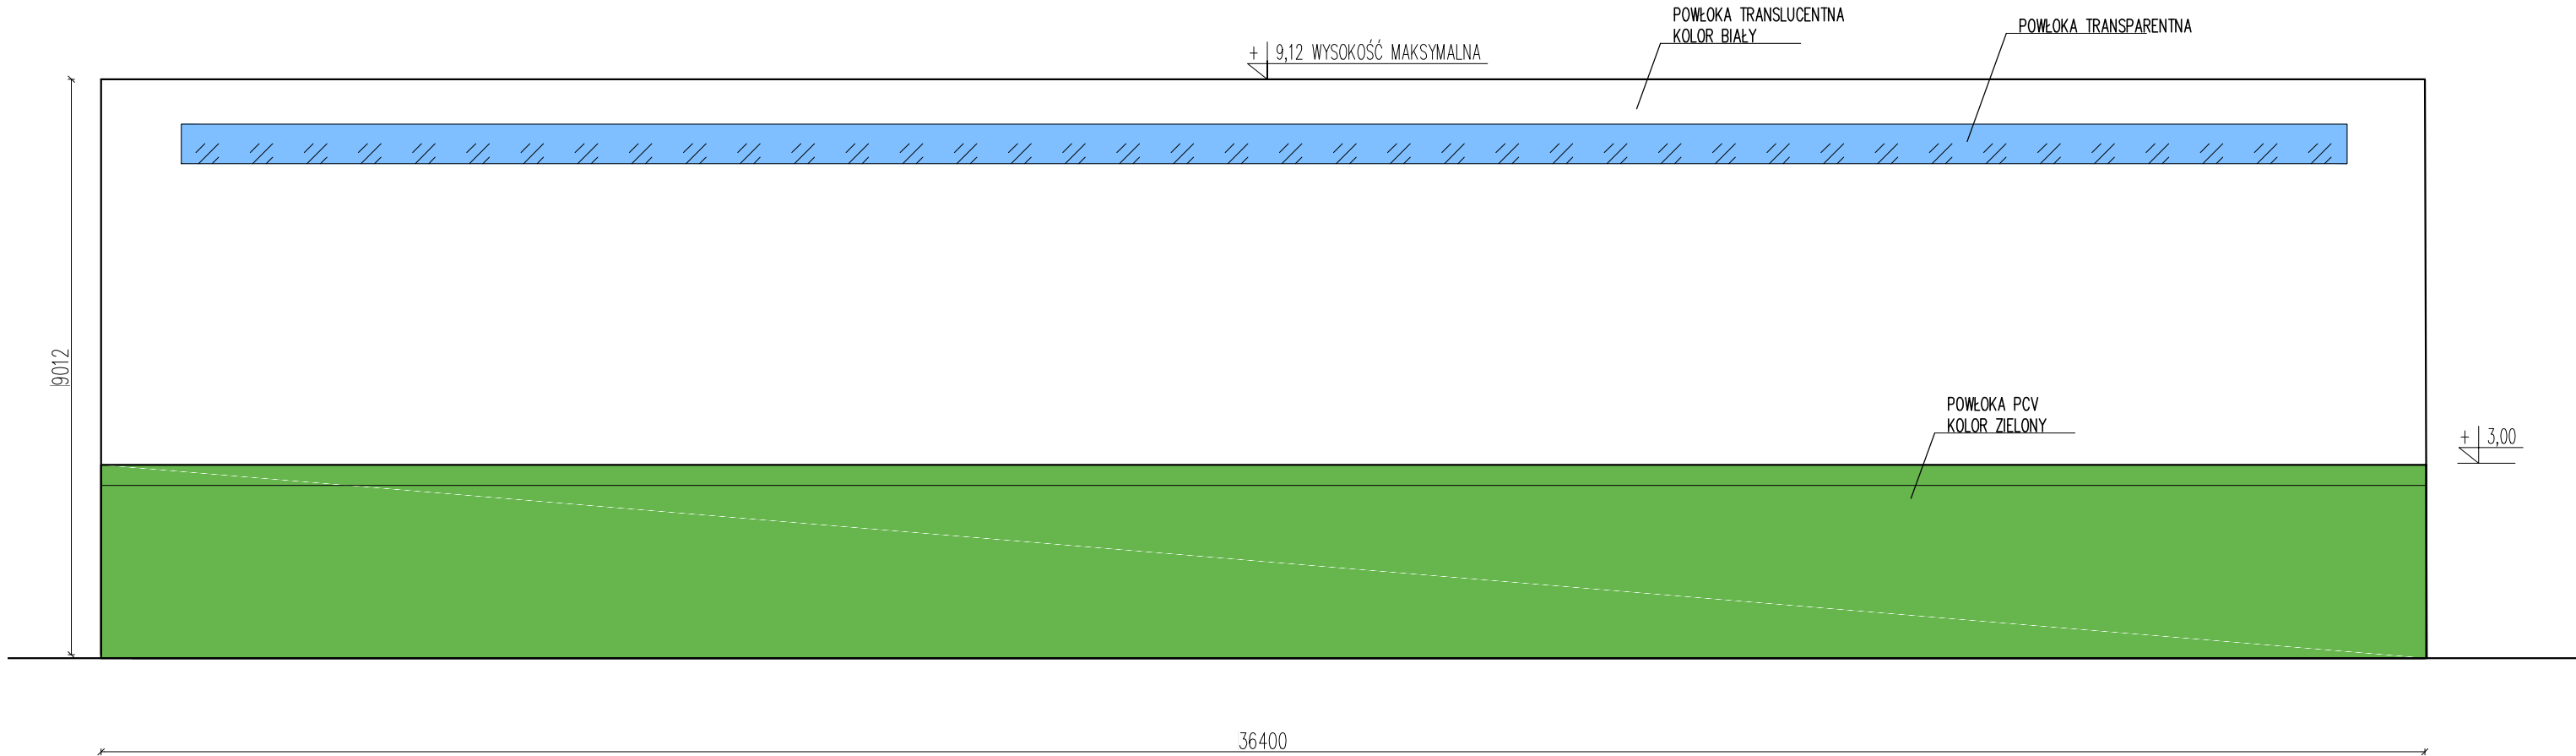 POWŁOKA TRANSLUCENTNA
KOLOR BIAŁY
POWŁOKA TRANSPARENTNA
+ 9,12 WYSOKOŚĆ MAKSYMALNA
9012
POWŁOKA PCV
KOLOR ZIELONY
+ 3,00
36400